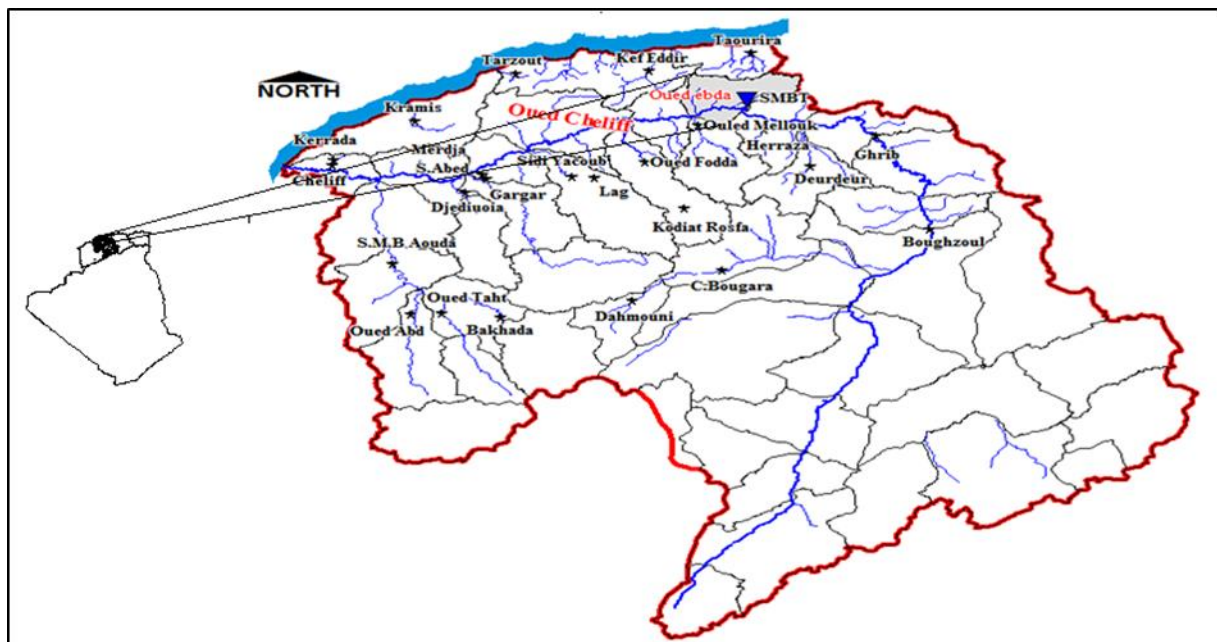 Taourira
Kef Eddir
Tarzout
NORTH
Oued ebda
SMBT
Kramis
Oued Cheliff
Ouled Mellouk
Kerrada
Merdja
Herraza
Ghrib
Sidi Yacoub
Oued Fodda
S.Abed
Deurdeur
Cheliff
Gargar
Lag
Djediuoia
Kodiat Rosfa
S.M.B Aouda
Boughzoul
C.Bougara
Oued Taht
Dahmouni
Oued Abd
Bakhada